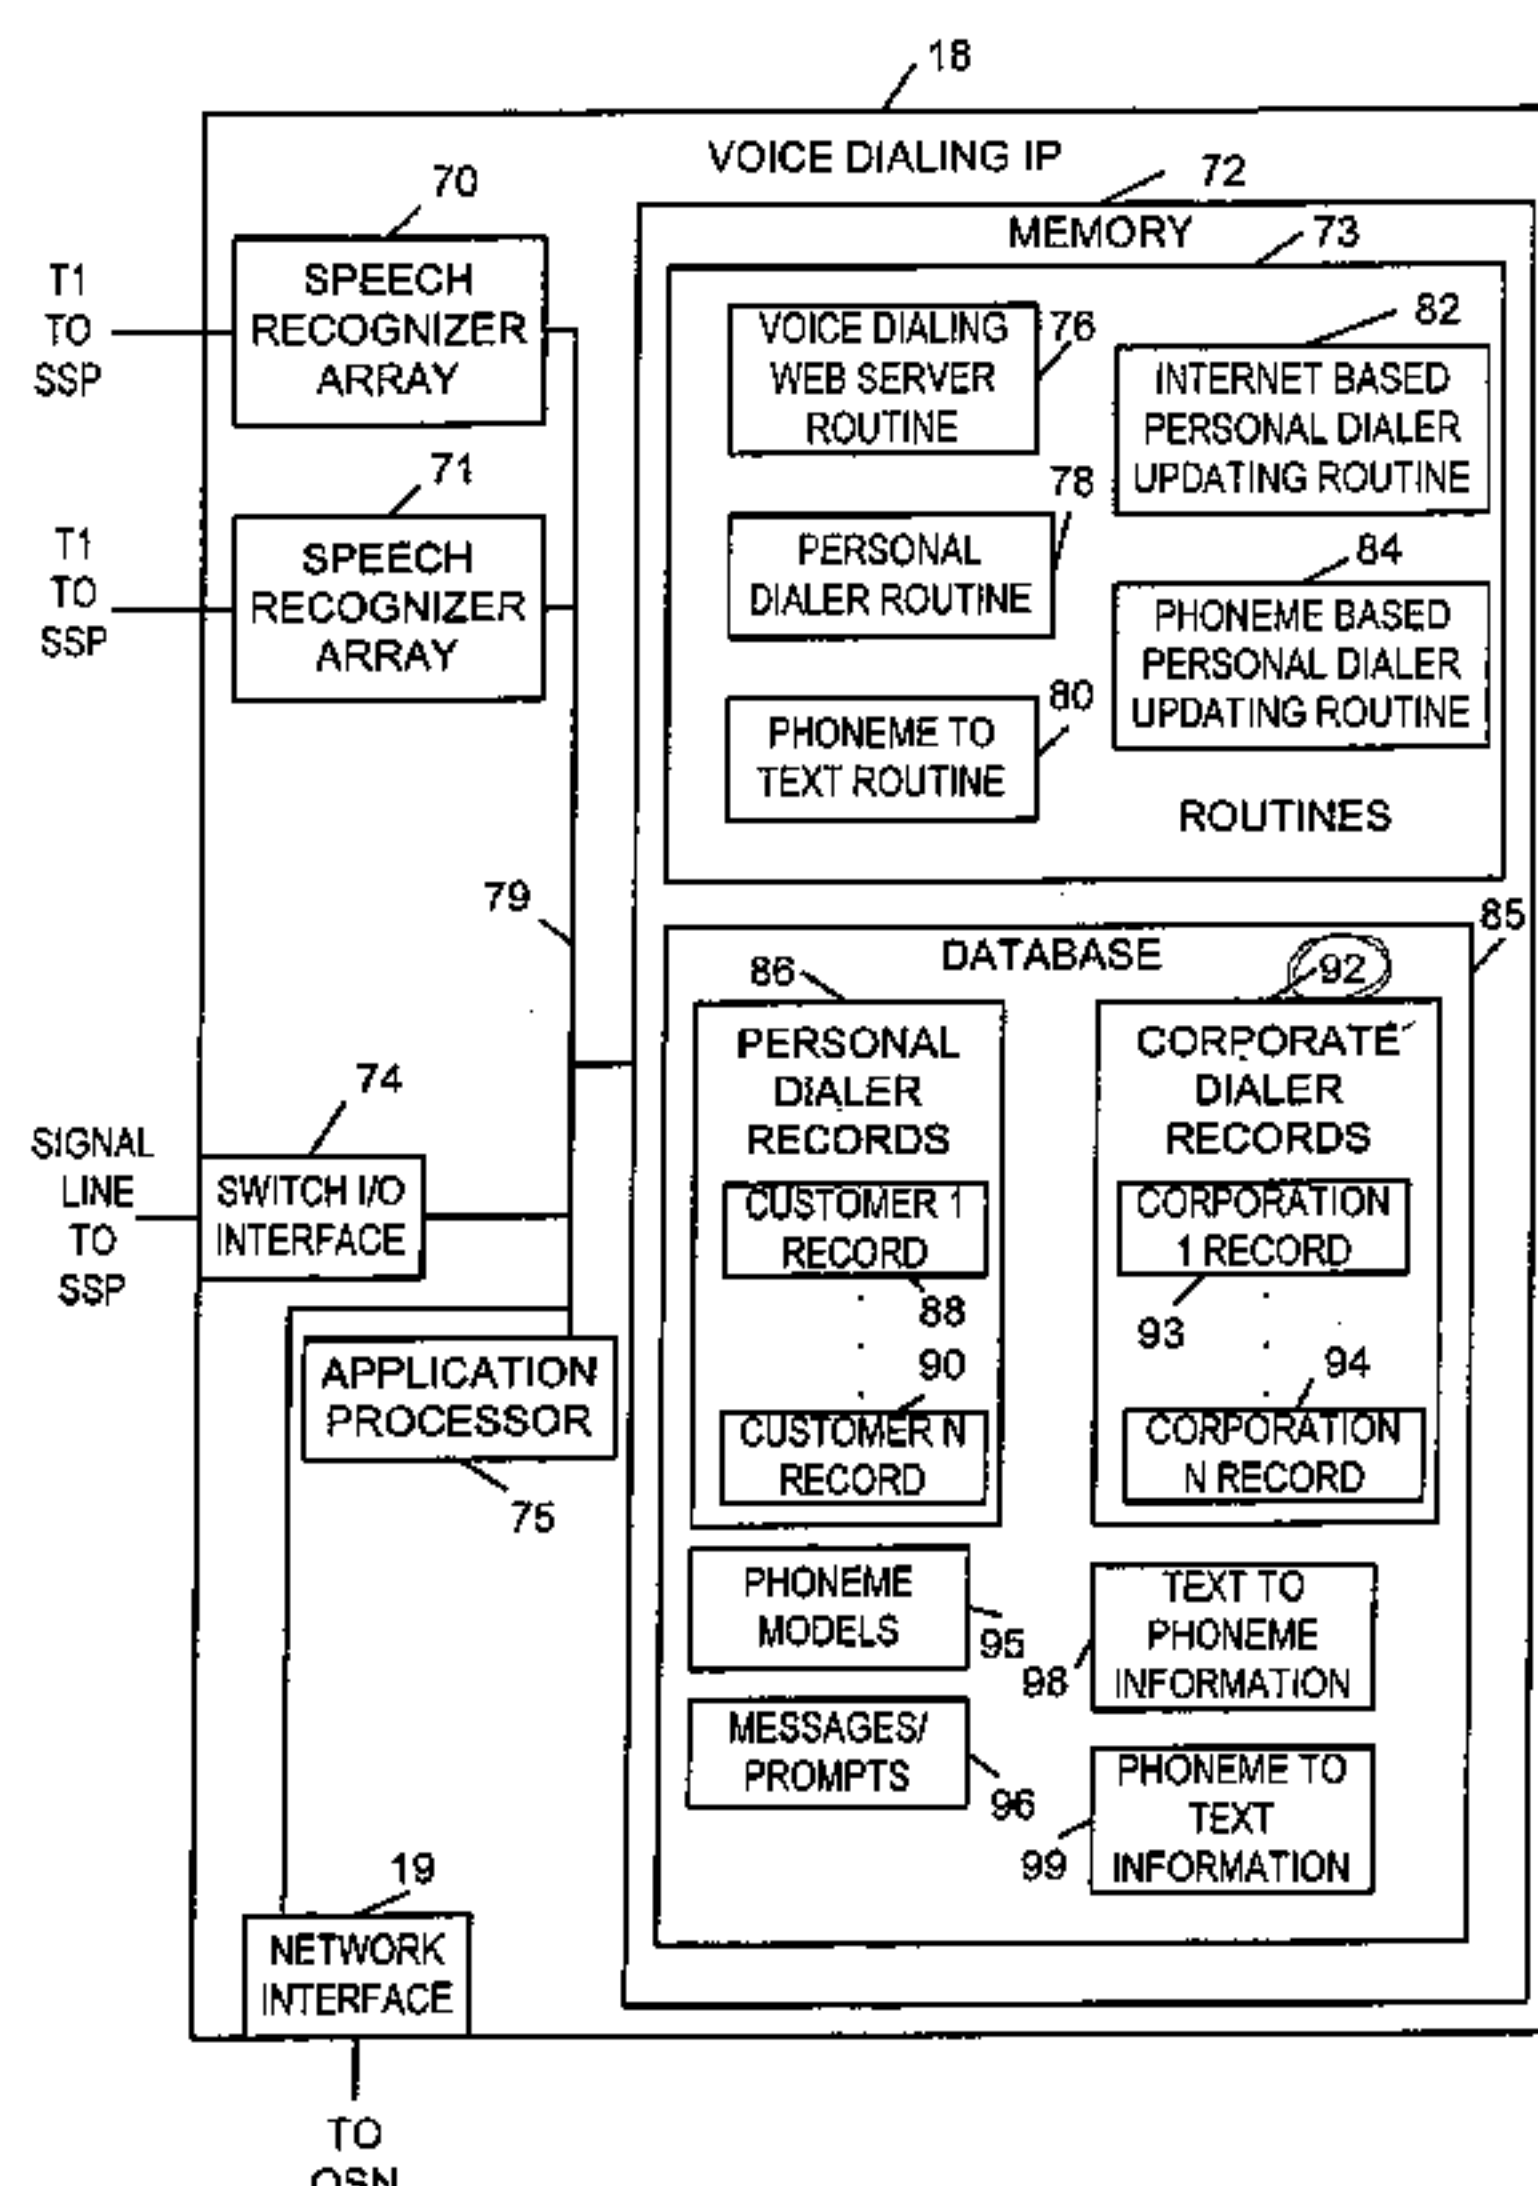 18
VOICE DIALING IP
70
72
MEMORY
73
T1
TO
SSP
SPEECH
RECOGNIZER
ARRAY
VOICE DIALING
WEB SERVER
ROUTINE
76
82
INTERNET BASED
PERSONAL DIALER
UPDATING ROUTINE
71
T1
TO
SSP
SPEECH
RECOGNIZER
ARRAY
78
PERSONAL
DIALER ROUTINE
84
PHONEME BASED
PERSONAL DIALER
UPDATING ROUTINE
80
PHONEME TO
TEXT ROUTINE
ROUTINES
79
85
DATABASE
86
92
PERSONAL
DIALER
RECORDS
CORPORATE
DIALER
RECORDS
74
SIGNAL
LINE
TO
SSP
SWITCH I/O
INTERFACE
CUSTOMER 1
RECORD
88
CORPORATION
1 RECORD
93
90
94
APPLICATION
PROCESSOR
75
CUSTOMER N
RECORD
CORPORATION
N RECORD
PHONEME
MODELS
95
TEXT TO
PHONEME
INFORMATION
98
MESSAGES/
PROMPTS
96
PHONEME TO
TEXT
INFORMATION
99
19
NETWORK
INTERFACE
TO
OSN